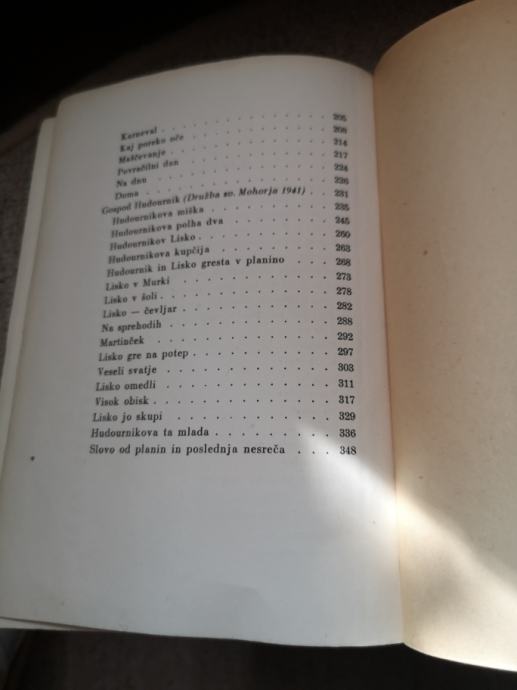 Karneval . . . . . . . . . . . . . . 205
Kaj poreko oče . . . . . . . . . . . 208
Maščevanje . . . . . . . . . . . . . 214
Povračilni dan . . . . . . . . . . . 217
Na dnu . . . . . . . . . . . . . . . 224
Doma . . . . . . . . . . . . . . . . 226
Gospod Hudournik (Družba sv. Mohorja 1941) . . 231
Hudournikova miška . . . . . . . . . 235
Hudournikova polha dva . . . . . . . 245
Hudournikov Lisko . . . . . . . . . . 260
Hudournikova kupčija . . . . . . . . 263
Hudournik in Lisko gresta v planino . . . . 268
Lisko v Murki . . . . . . . . . . . . 273
Lisko v šoli . . . . . . . . . . . . 278
Lisko — čevljar . . . . . . . . . . . 282
Na sprehodih . . . . . . . . . . . . 288
Martinček . . . . . . . . . . . . . 292
Lisko gre na potep . . . . . . . . . 297
Veseli svatje . . . . . . . . . . . . 303
Lisko omedli . . . . . . . . . . . . 311
Visok obisk . . . . . . . . . . . . . 317
Lisko jo skupi . . . . . . . . . . . 329
Hudournikova ta mlada . . . . . . . . 336
Slovo od planin in poslednja nesreča . . . 348